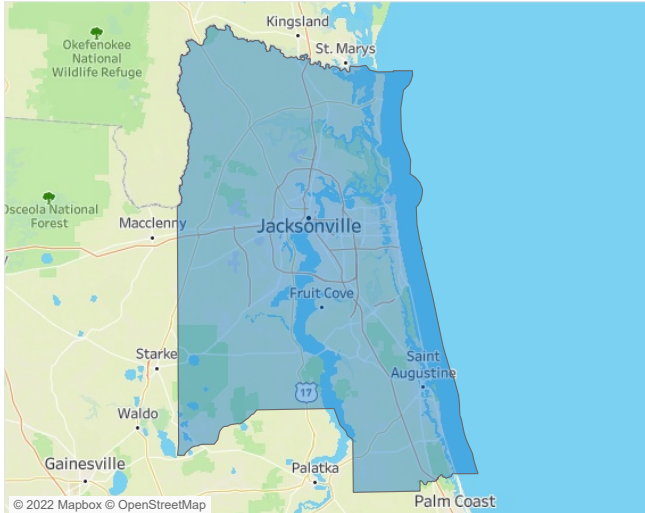 Kingsland
Okefenokee
National
Wildlife Refuge
St. Marys
Osceola National
Forest
Macclenny
Jacksonville
Fruit Cove
Starke
Saint
Augustine
17
Waldo
Gainesville
Palatka
Palm Coast
© 2022 Mapbox © OpenStreetMap